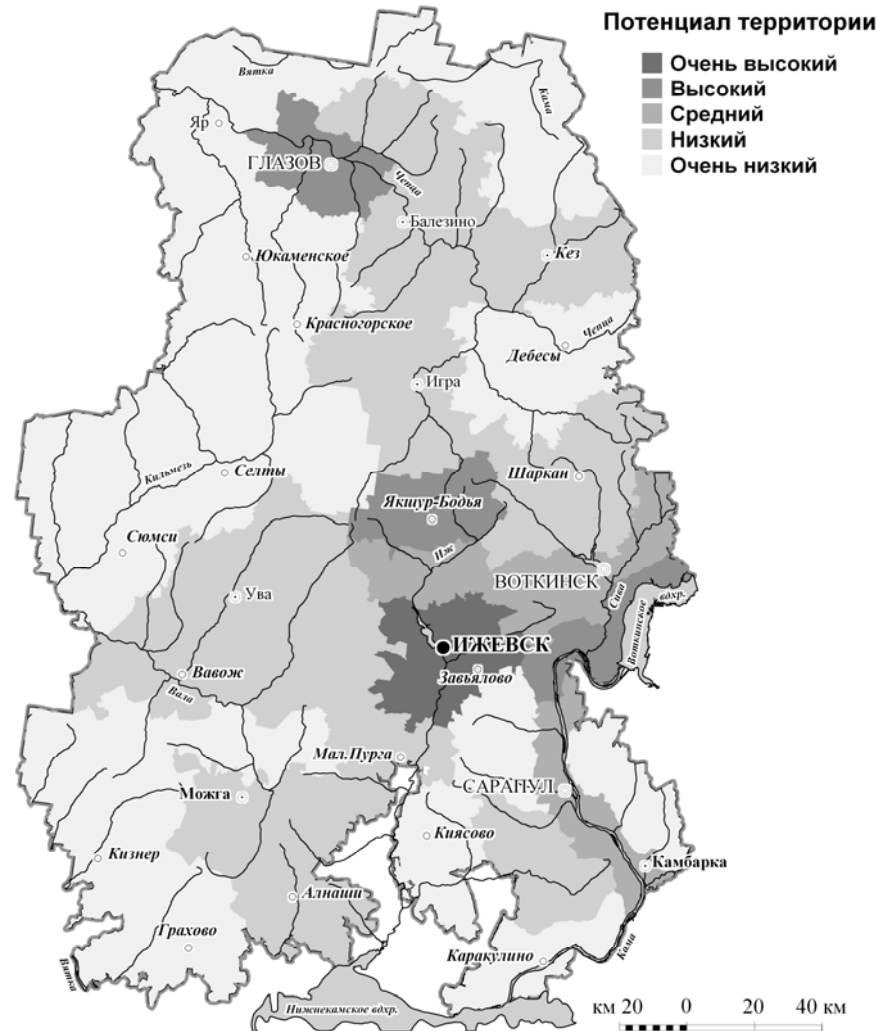 Потенциал территории
Очень высокий
Высокий
Средний
Низкий
Очень низкий
Вятка
Кама
Яр
ГЛАЗОВ
Чепца
Балезино
Юкаменское
Кез
Красногорское
Чепца
Дебесы
Игра
Кильмезь
Селты
Шаркан
Якшур-Бодья
Сюмси
Иж
ВОТКИНСК
Ува
Сива
Воткинское
вдхр.
ИЖЕВСК
Вавож
Завьялово
Вала
Мал.Пурга
Можга
САРАПУЛ
Киясово
Кизнер
Камбарка
Алнаши
Грахово
Кама
Каракулино
Вятка
Нижнекамское вдхр.
км 20 0 20 40 км